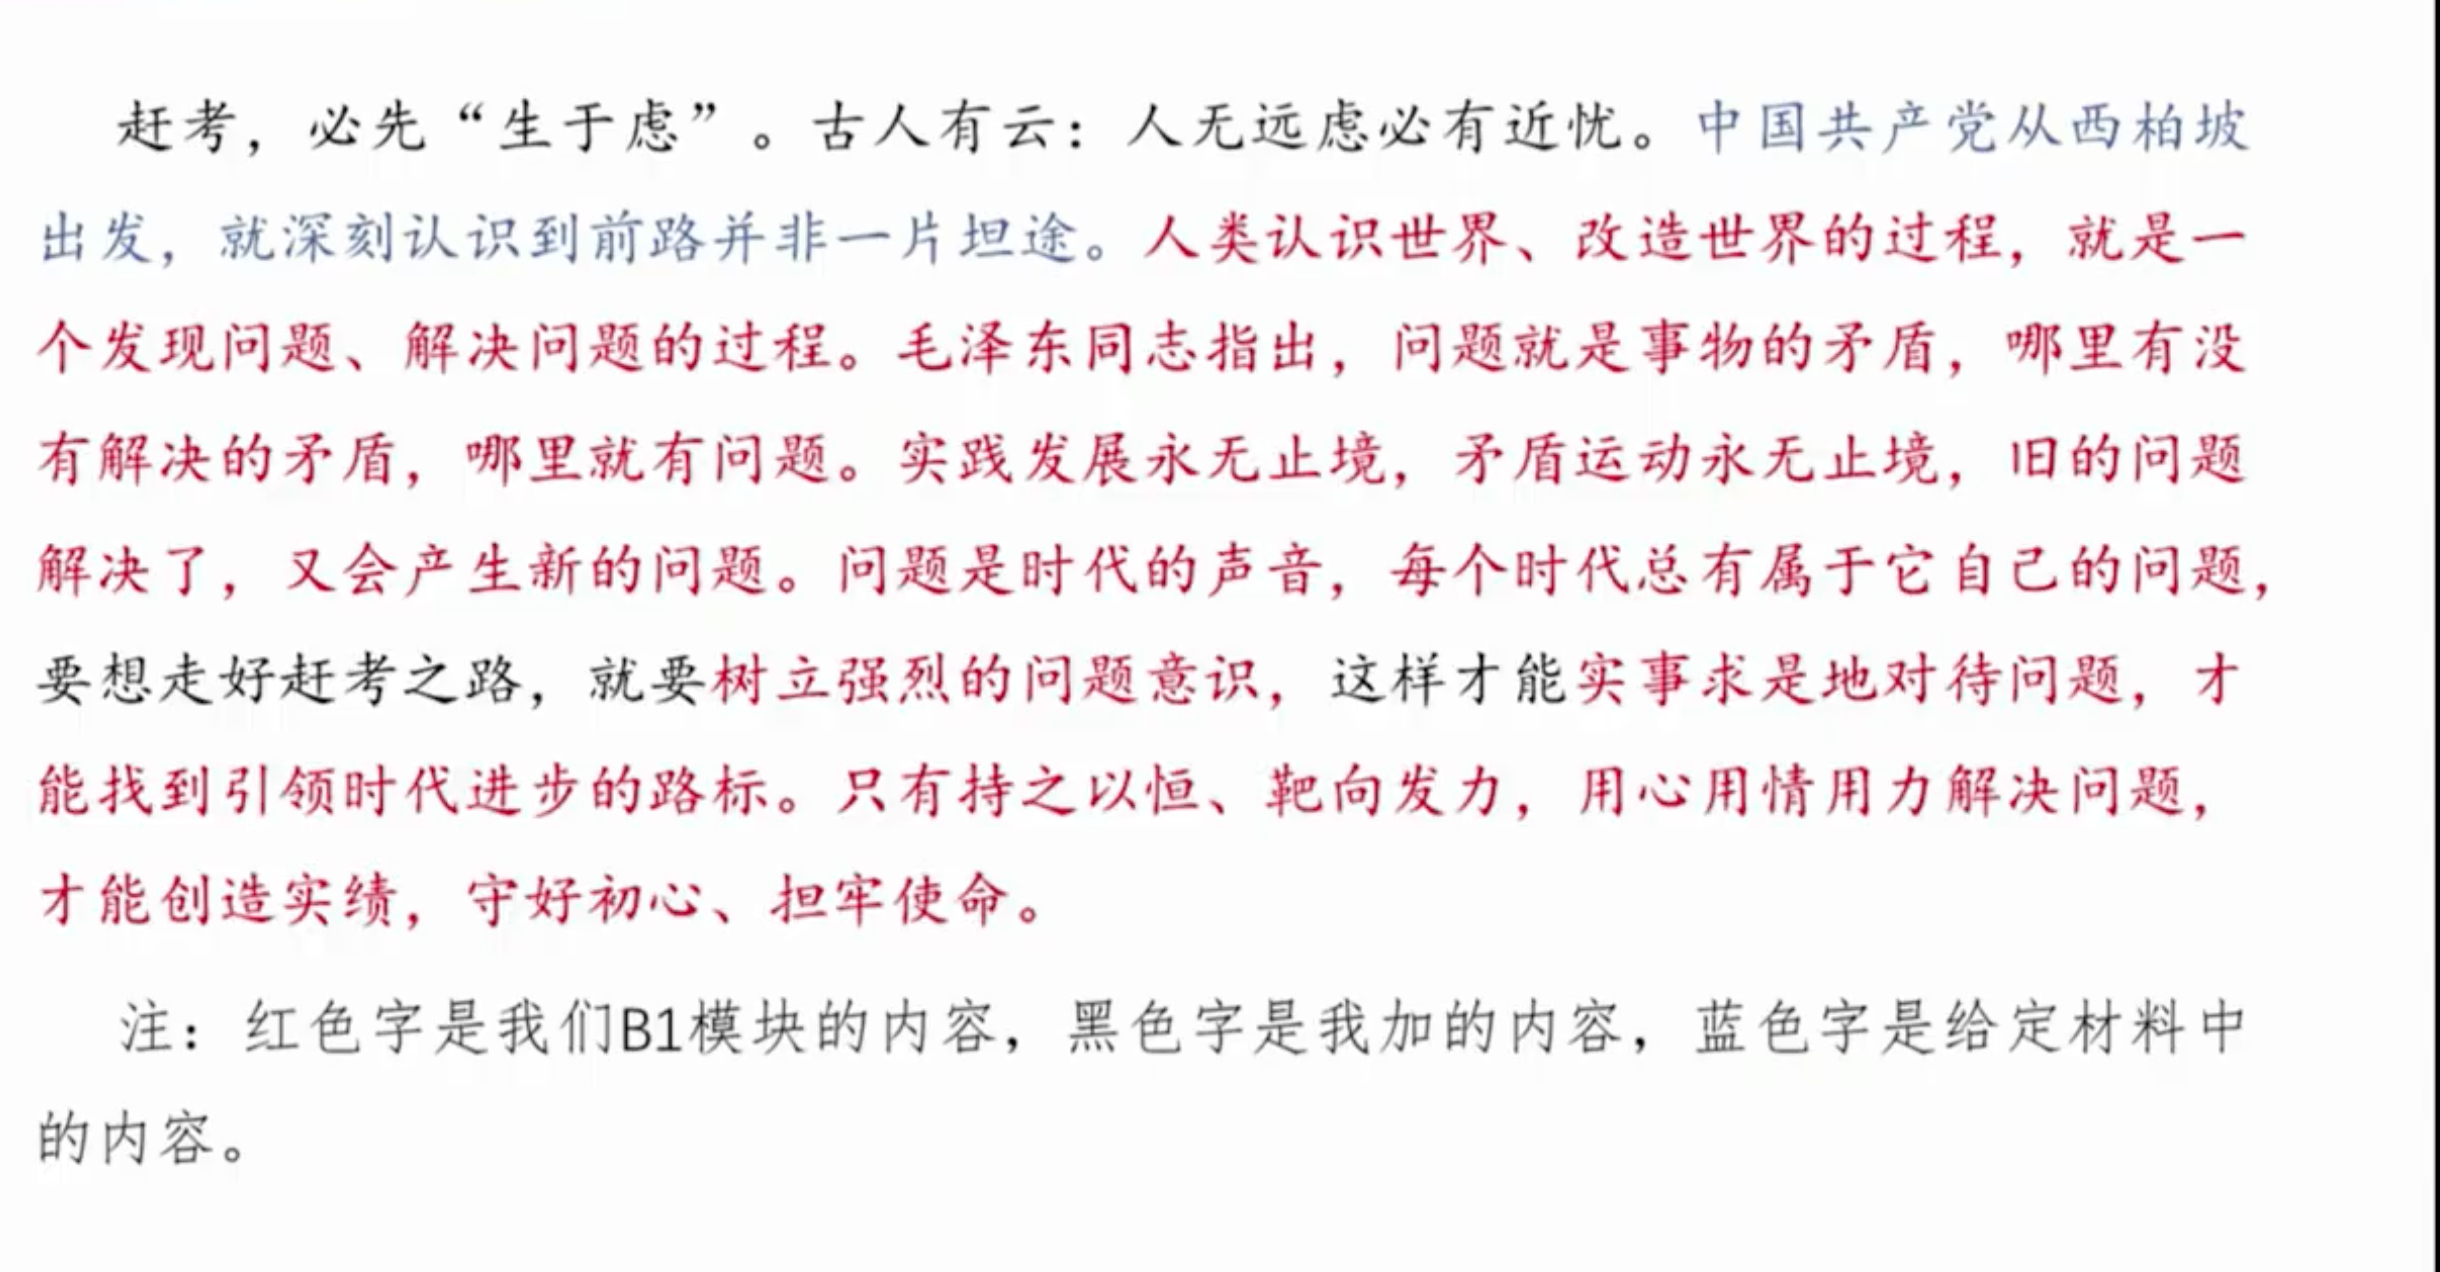 赶考，必先“生于虑”。古人有云：人无远虑必有近忧。中国共产党从西柏坡
出发，就深刻认识到前路并非一片坦途。人类认识世界、改造世界的过程，就是一
个发现问题、解决问题的过程。毛泽东同志指出，问题就是事物的矛盾，哪里有没
有解决的矛盾，哪里就有问题。实践发展永无止境，矛盾运动永无止境，旧的问题
解决了，又会产生新的问题。问题是时代的声音，每个时代总有属于它自己的问题，
要想走好赶考之路，就要树立强烈的问题意识，这样才能实事求是地对待问题，才
能找到引领时代进步的路标。只有持之以恒、靶向发力，用心用情用力解决问题，
才能创造实绩，守好初心、担牢使命。
注：红色字是我们B1模块的内容，黑色字是我加的内容，蓝色字是给定材料中
的内容。